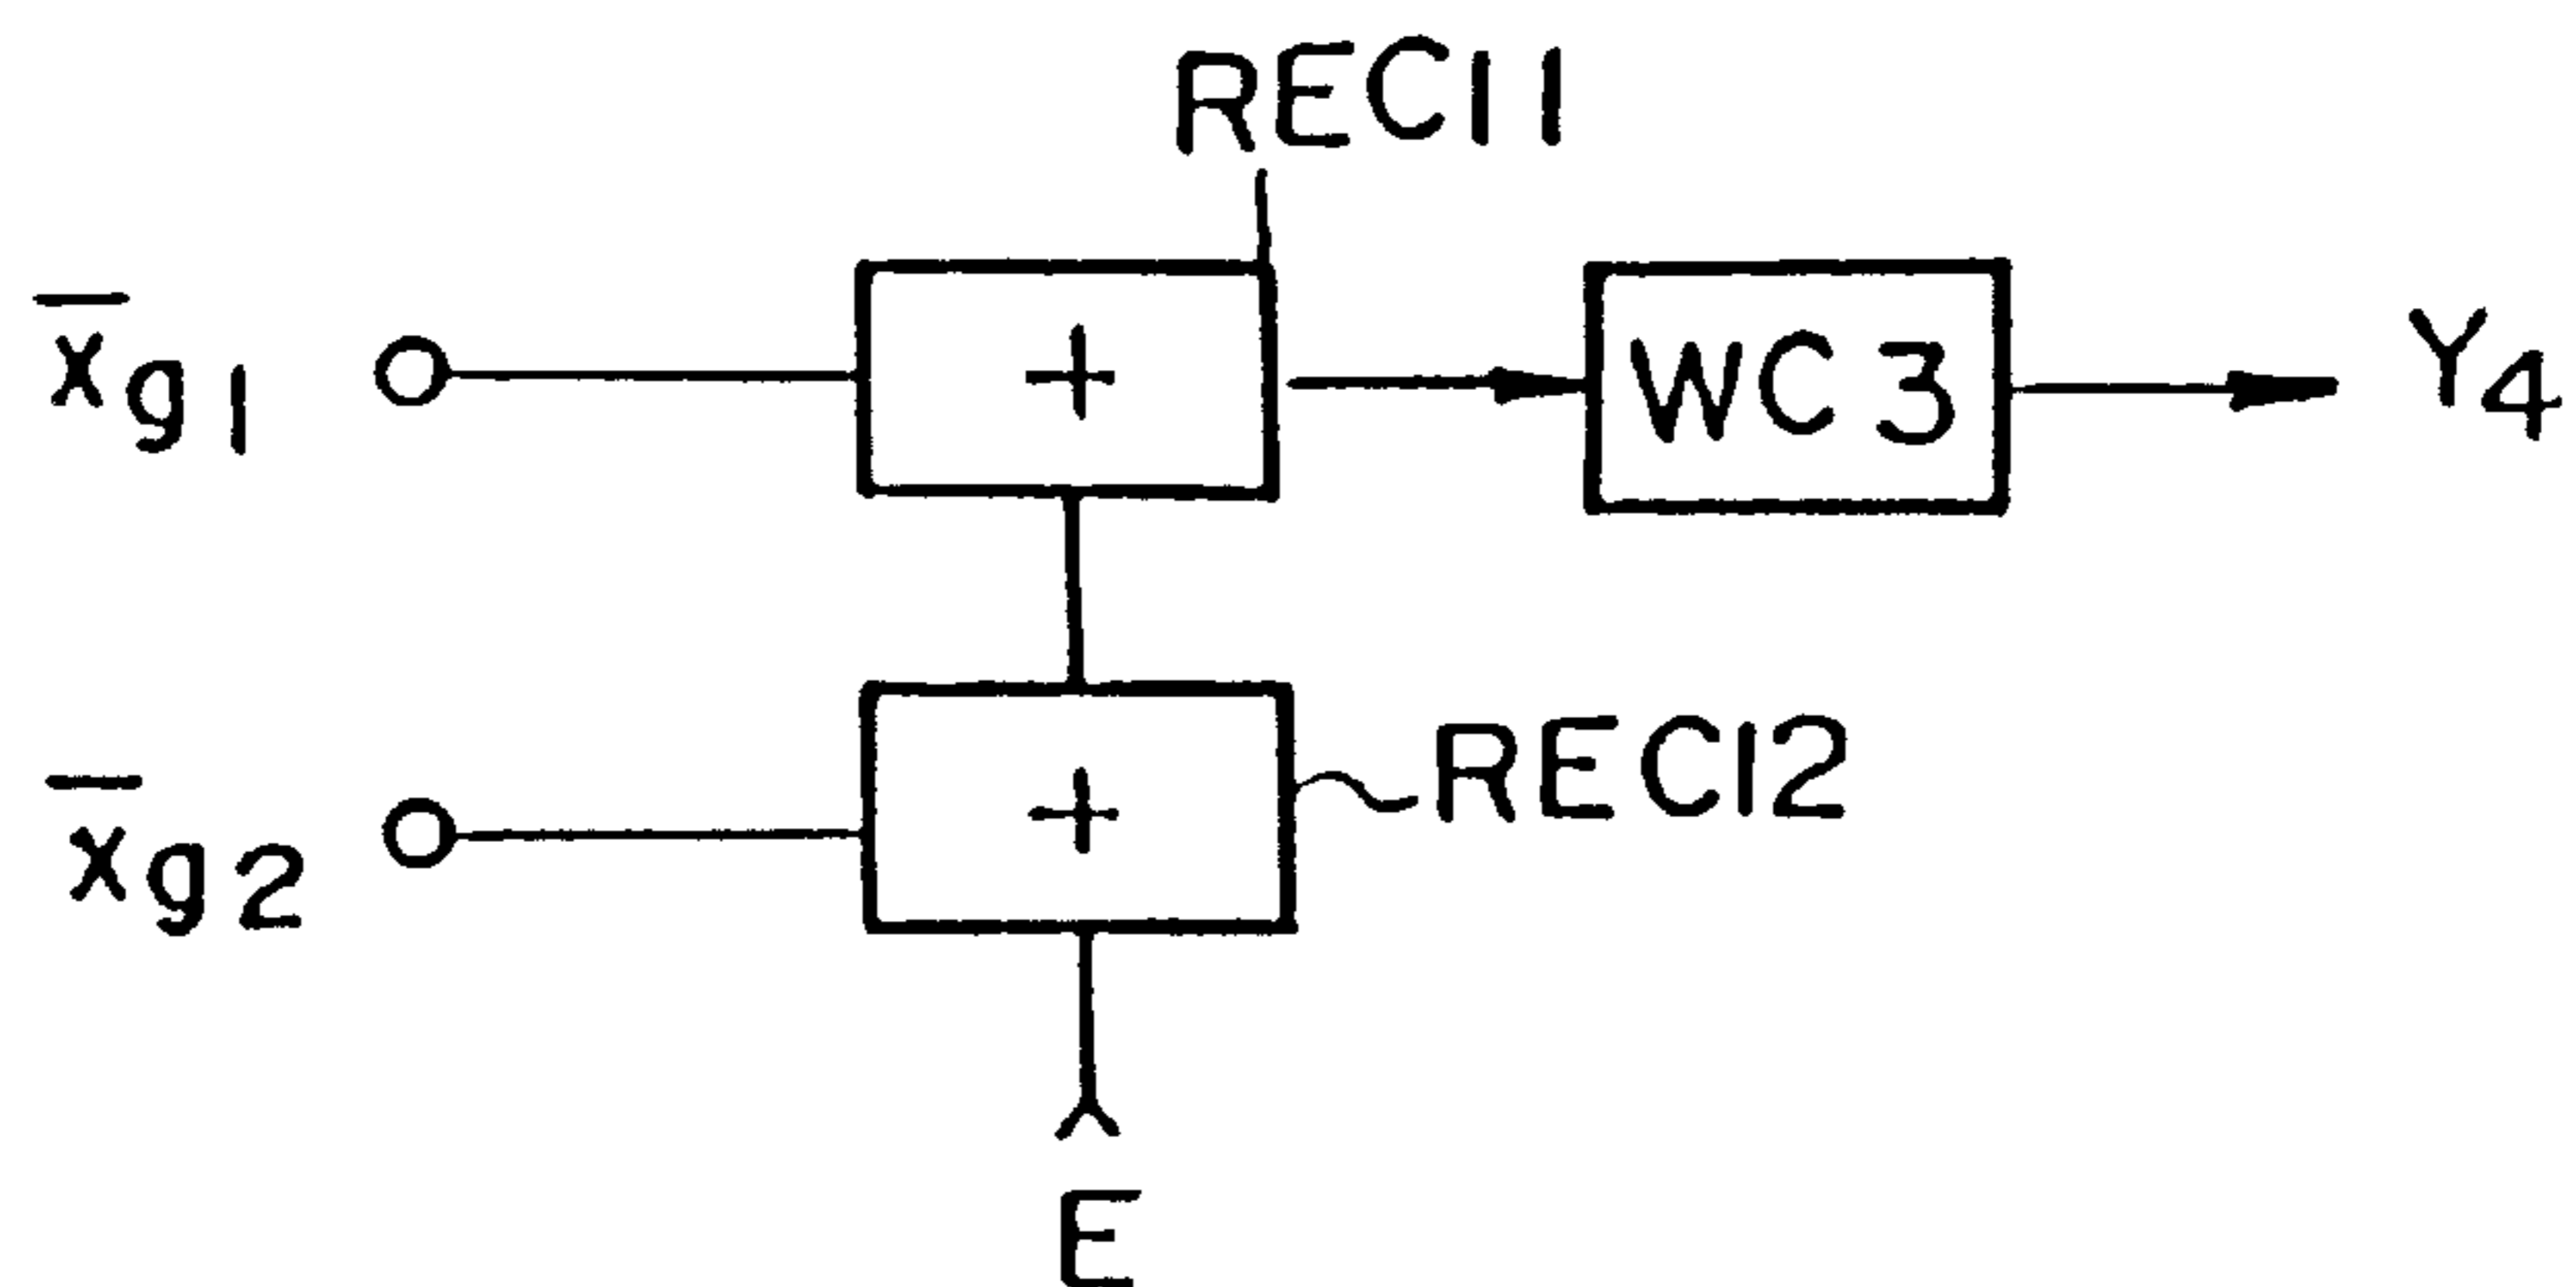 REC11
x̅g1
+
WC3
Y4
x̅g2
+
REC12
E